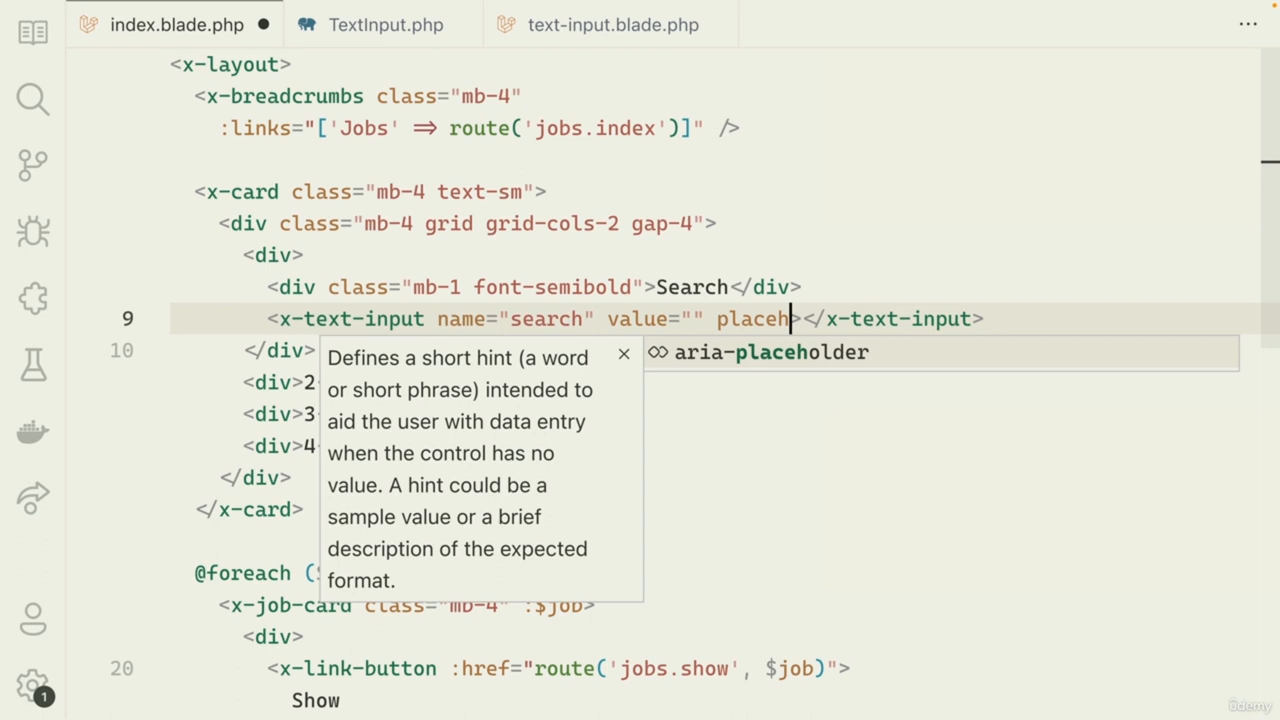 index.blade.php
TextInput.php
text-input.blade.php
<x-layout>
<x-breadcrumbs class="mb-4"
:links="['Jobs' => route('jobs.index')]" />
<x-card class="mb-4 text-sm">
<div class="mb-4 grid grid-cols-2 gap-4">
<div>
<div class="mb-1 font-semibold">Search</div>
9 <x-text-input name="search" value="" placeh></x-text-input>
10 </div>
<div>2
<div>3
<div>4
</div>
</x-card>
aria-placeholder
Defines a short hint (a word
or short phrase) intended to
aid the user with data entry
when the control has no
value. A hint could be a
sample value or a brief
description of the expected
format.
@foreach (
<x-job-card class="mb-4" :$job>
<div>
20 <x-link-button :href="route('jobs.show', $job)">
Show
1
ûdemy